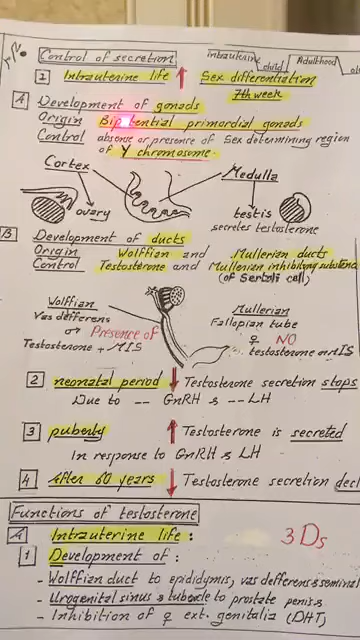 Control of secretion
intrauterine child Adulthood
1 Intrauterine life ↑ Sex differentiation
7th week
A Development of gonads
Origin Bipotential primordial gonads
Control absence or presence of Sex determining region
of Y chromosome.
Cortex Medulla
ovary testis
secretes testosterone
B Development of ducts
Origin Wolffian and Mullerian ducts
Control Testosterone and Mullerian inhibiting substance
(of Sertoli cell)
Wolffian Mullerian
Vas defferens Fallopian tube
♂ Presence of ♀ NO
Testosterone + MIS testosterone or MIS
2 neonatal period ↓ Testosterone secretion stops
Due to -- GnRH & -- LH
3 puberty ↑ Testosterone is secreted
In response to GnRH & LH
4 After 60 years ↓ Testosterone secretion decl
Functions of testosterone
A Intrauterine life : 3 Ds
1 Development of :
- Wolffian duct to epididymis, vas defferens & seminal
- Urogenital sinus & tubercle to prostate penis &
- Inhibition of ♀ ext. genitalia (DHT)